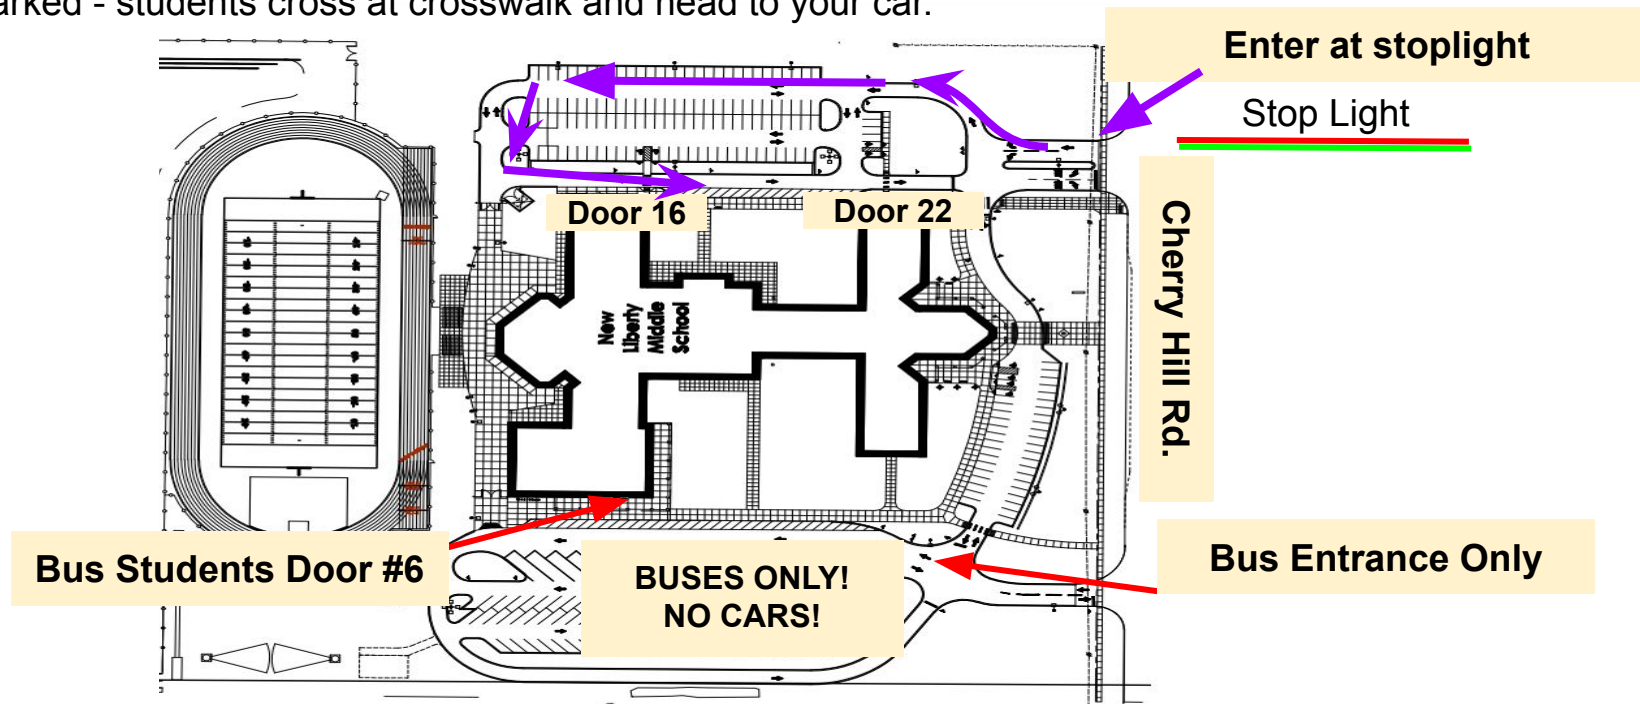 arked - students cross at crosswalk and head to your car.
Enter at stoplight
Stop Light
Door 16
Door 22
Cherry Hill Rd.
New
Liberty
Middle
School
Bus Students Door #6
BUSES ONLY!
NO CARS!
Bus Entrance Only